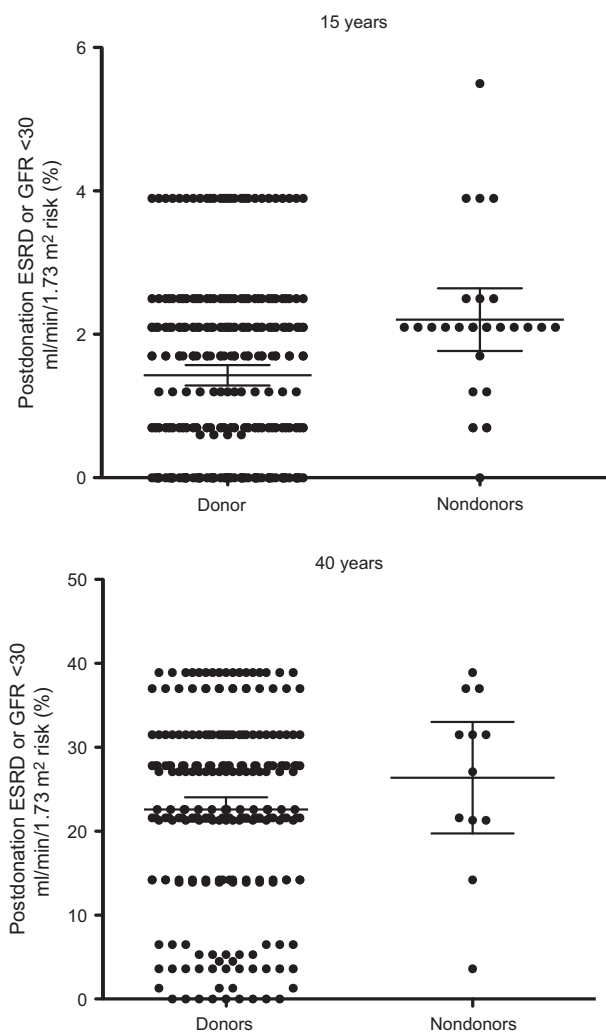 15 years
Postdonation ESRD or GFR <30
ml/min/1.73 m² risk (%)
6
4
2
0
Donor
Nondonors
40 years
Postdonation ESRD or GFR <30
ml/min/1.73 m² risk (%)
50
40
30
20
10
0
Donors
Nondonors